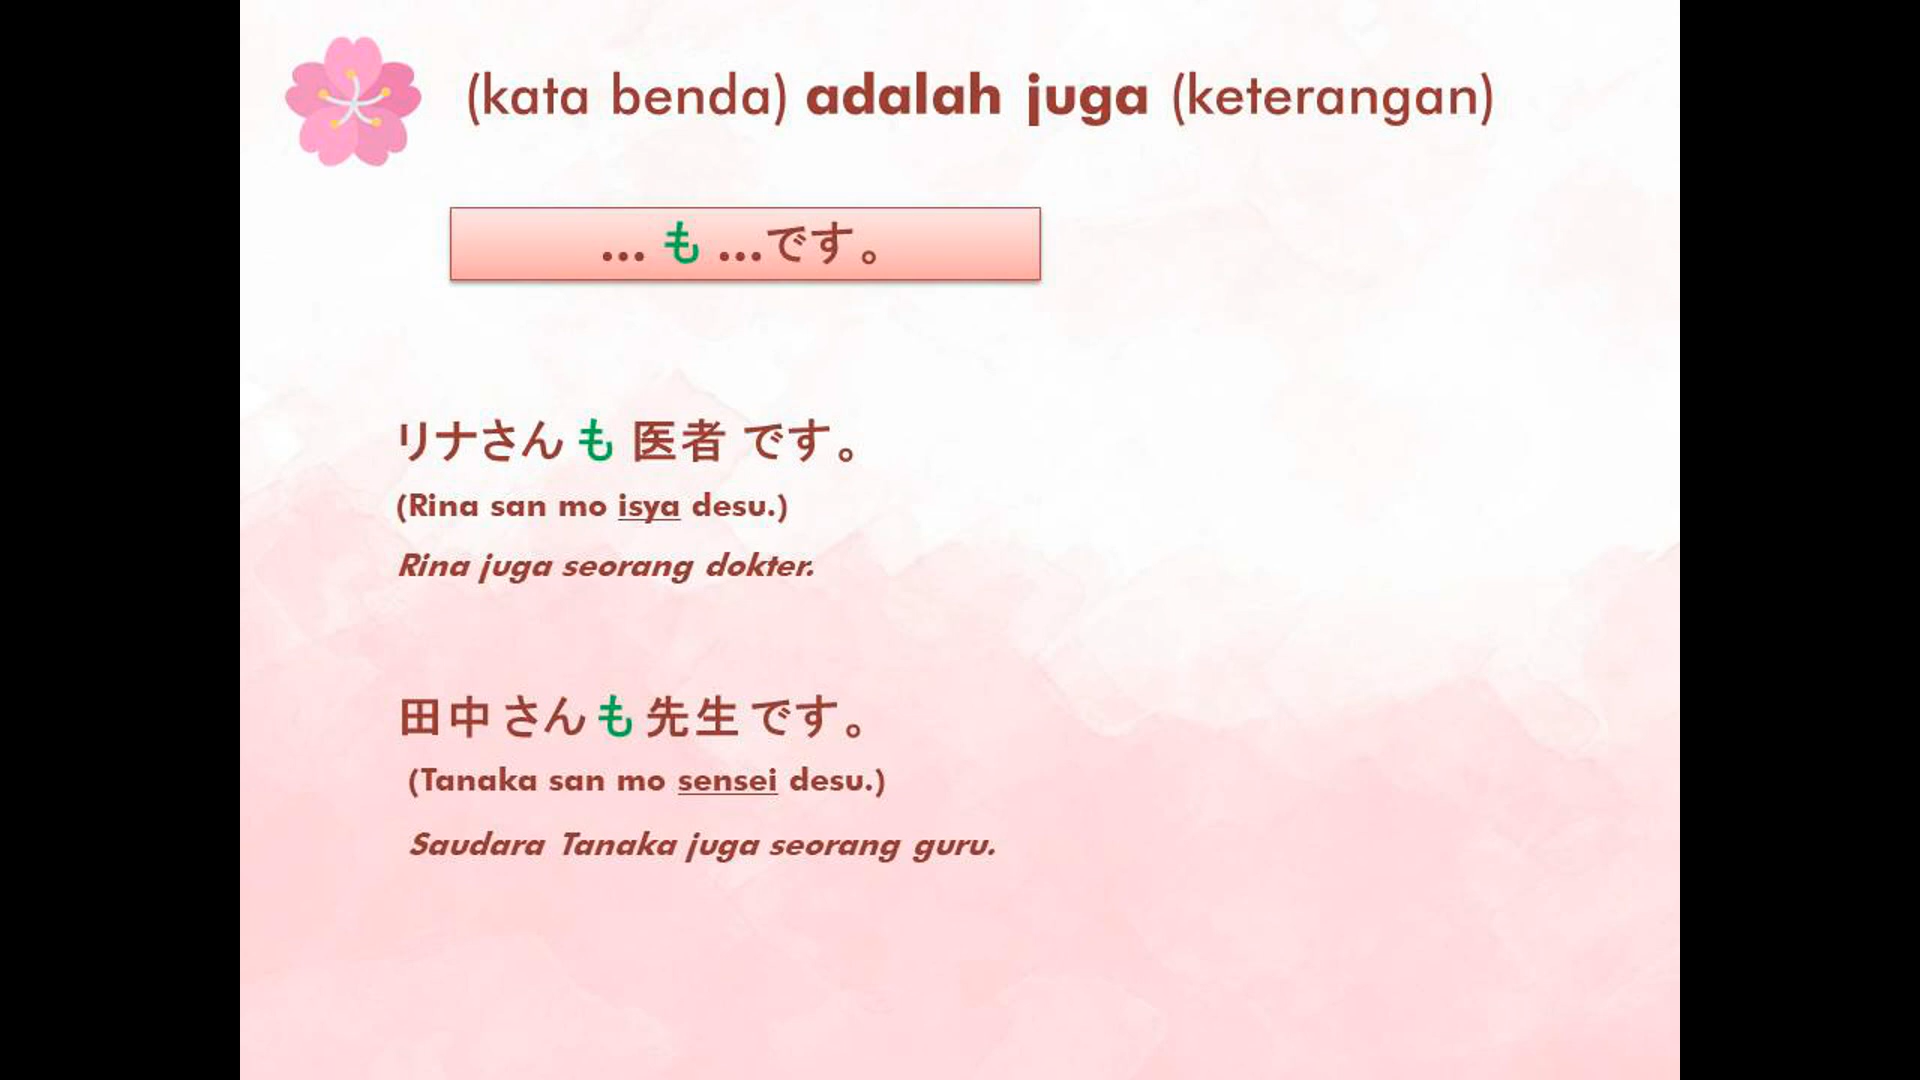 (kata benda) adalah juga (keterangan)
... も ...です。
リナさん も 医者 です。
(Rina san mo isya desu.)
Rina juga seorang dokter.
田中 さん も 先生 です。
(Tanaka san mo sensei desu.)
Saudara Tanaka juga seorang guru.